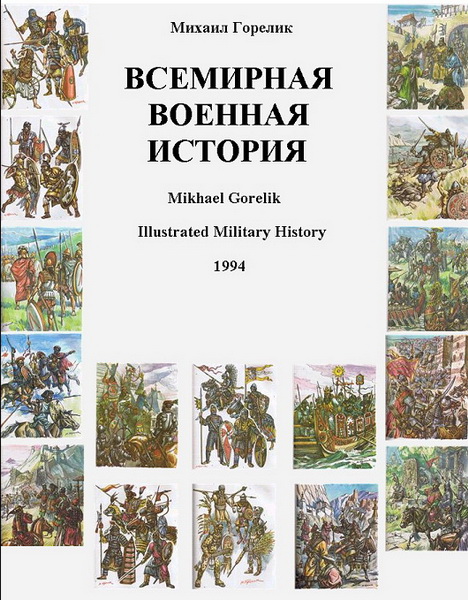 Михаил Горелик
ВСЕМИРНАЯ
ВОЕННАЯ
ИСТОРИЯ
Mikhael Gorelik
Illustrated Military History
1994